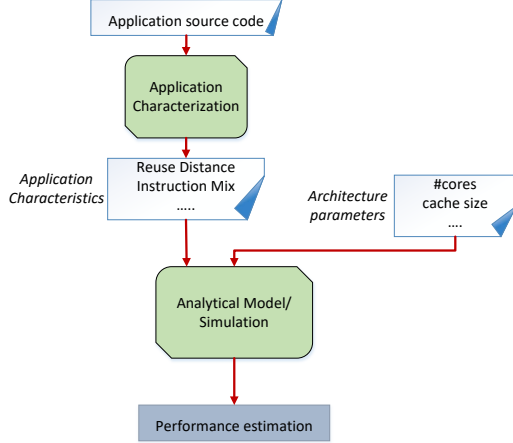 Application source code
Application
Characterization
Application
Characteristics
Reuse Distance
Instruction Mix
.....
Architecture
parameters
#cores
cache size
....
Analytical Model/
Simulation
Performance estimation